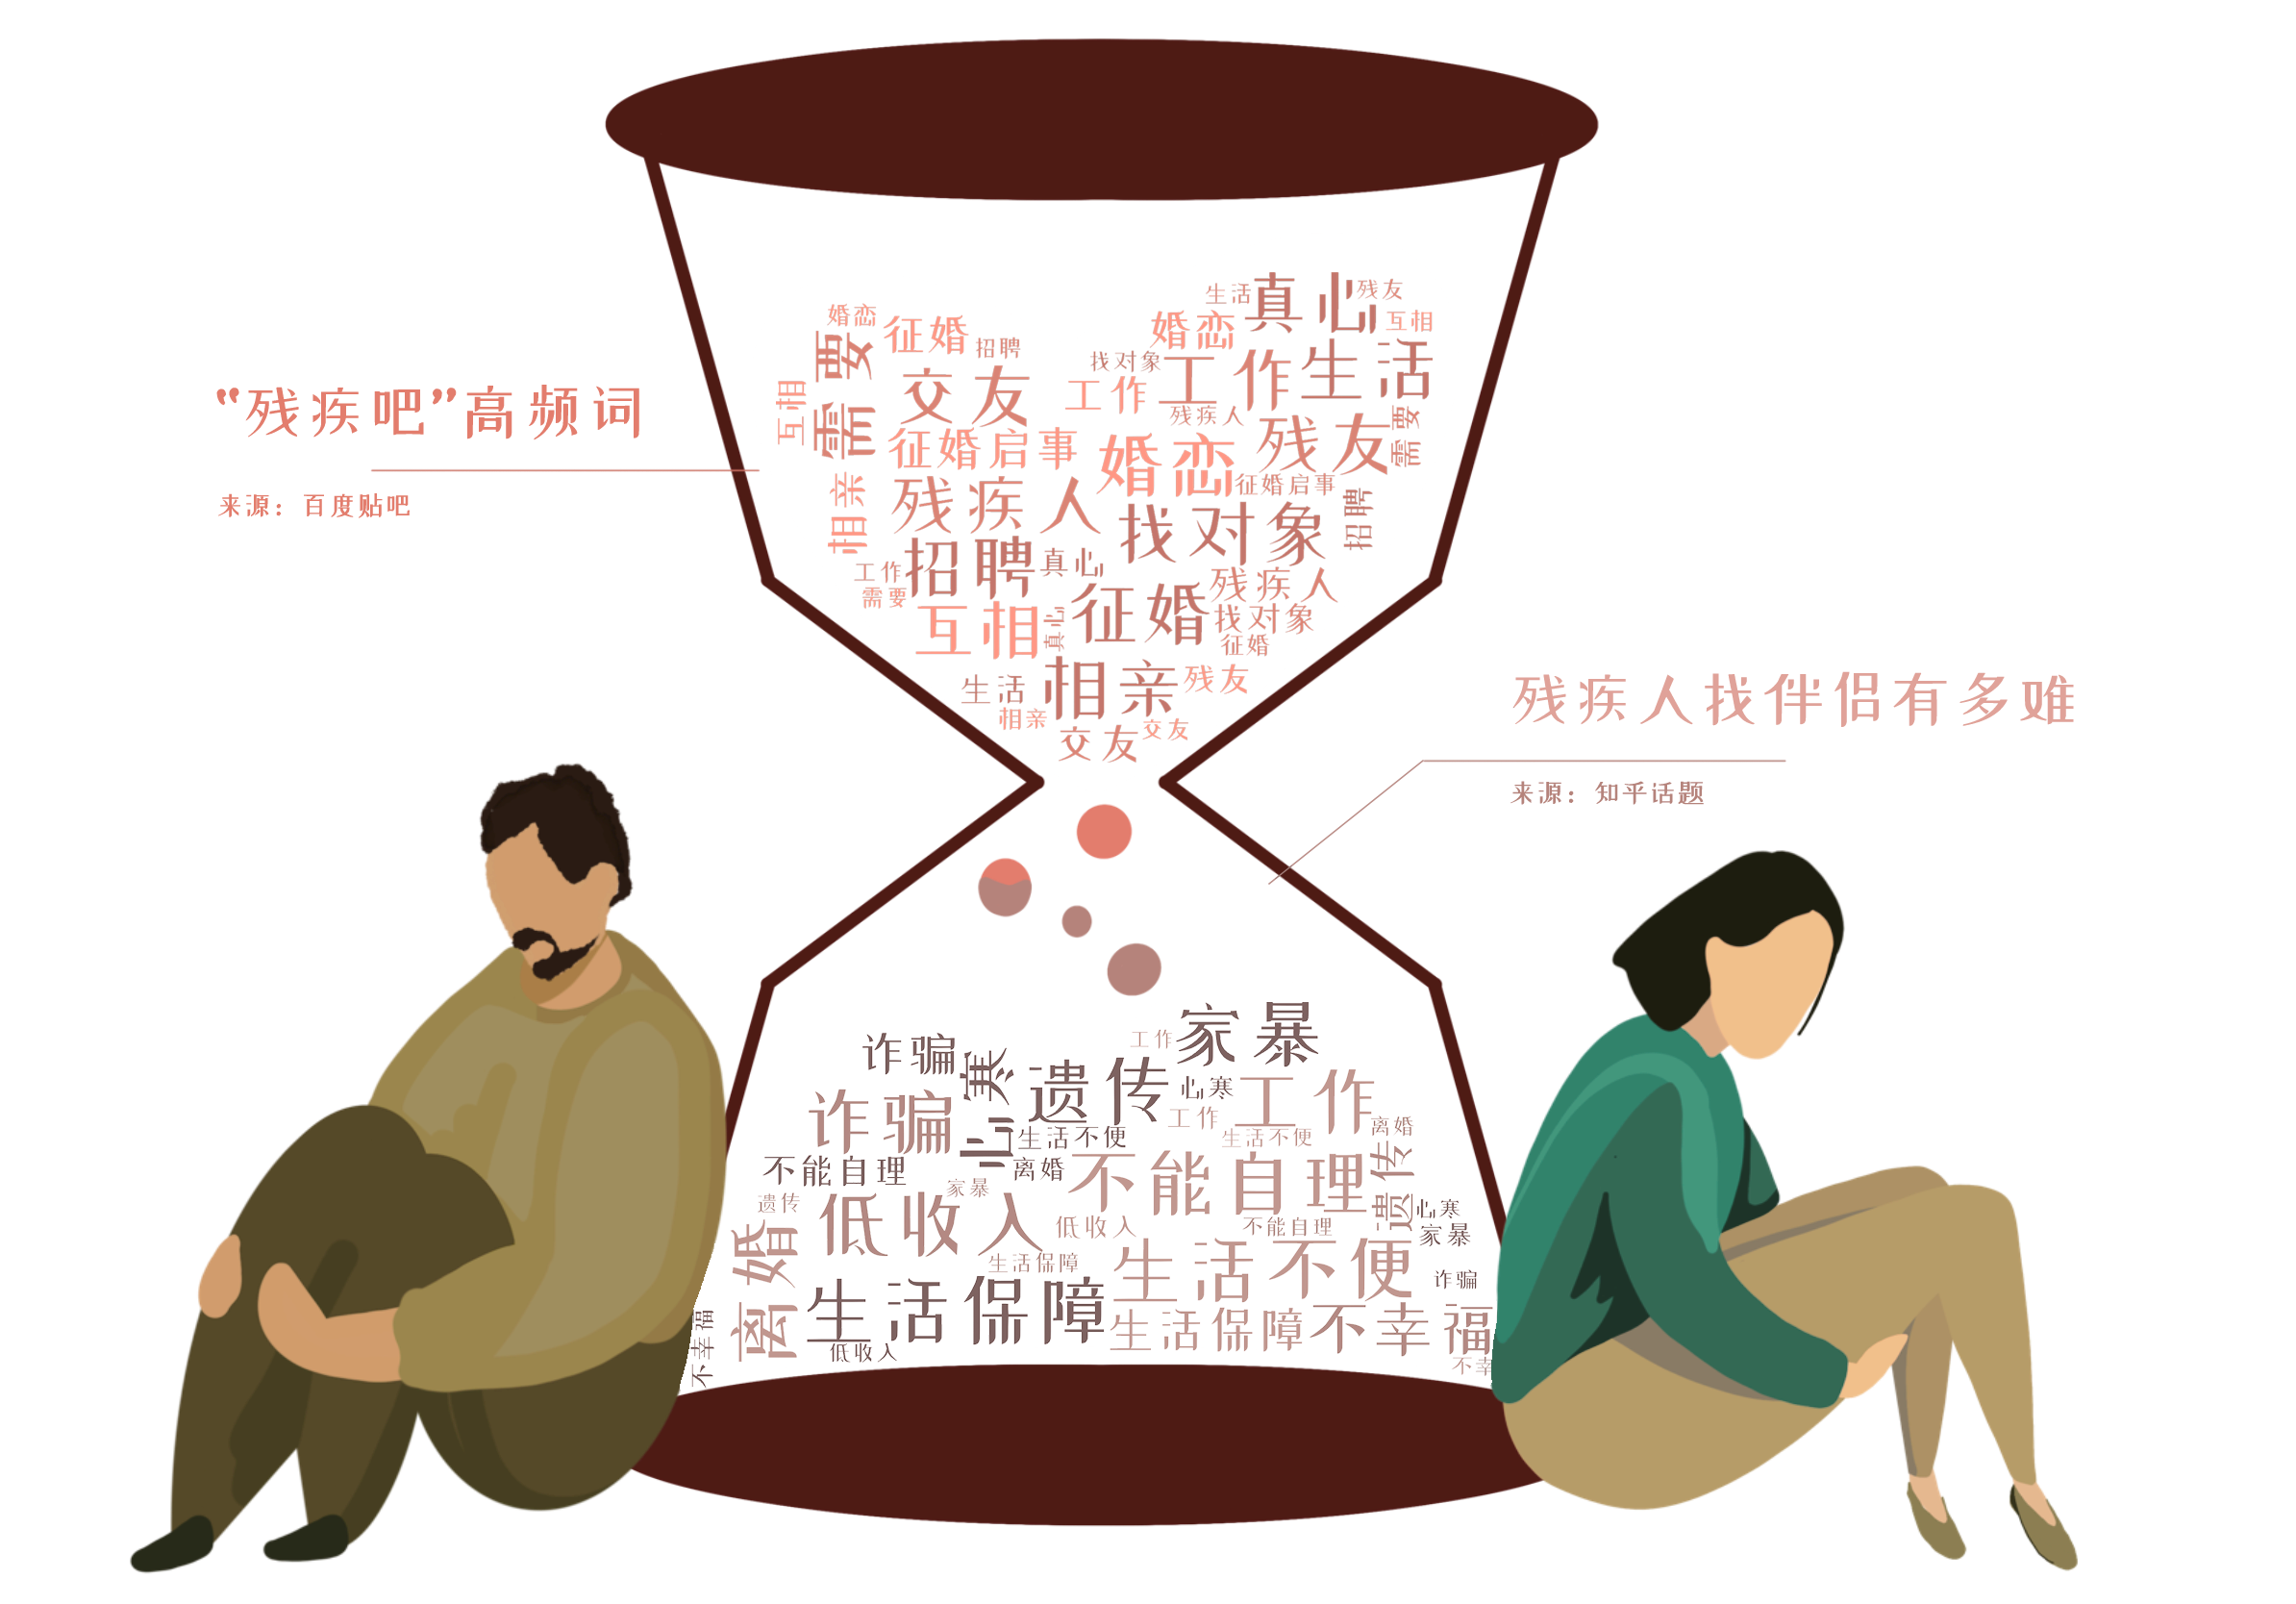 “残疾吧”高频词
来源：百度贴吧
生活 真心 残友
婚恋 征婚 婚恋 互相
需要 招聘 找对象 工作 生活
互相 交友 工作 残疾人 需要
征婚启事 婚恋 残友
相亲 残疾人 征婚启事 招聘
找对象
工作 招聘 真心 残疾人
需要 征婚 找对象
互相 真心 征婚
生活 相亲 残友
相亲 交友 交友
残疾人找伴侣有多难
来源：知乎话题
工作 家暴
诈骗 心寒 遗传 心寒 工作
诈骗 工作 离婚
生活不便 生活不便
不能自理 离婚 不能自理 遗传
遗传 家暴 心寒
低收入 低收入 不能自理 家暴
离婚 生活保障 生活不便 诈骗
不幸福 生活保障 生活保障 不幸福
低收入 不幸